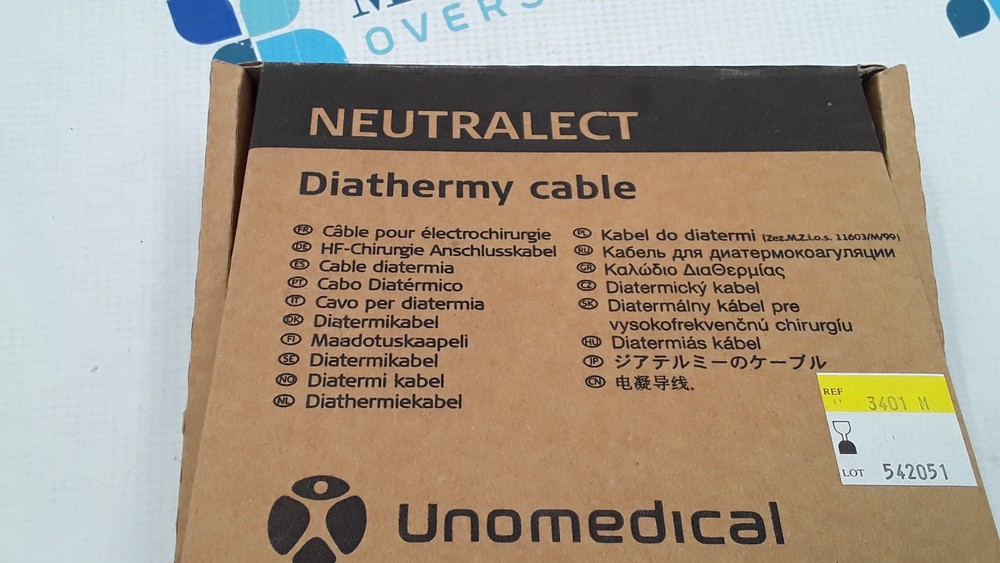 OVERS
NEUTRALECT
Diathermy cable
FR Câble pour électrochirurgie
DE HF-Chirurgie Anschlusskabel
ES Cable diatermia
PT Cabo Diatérmico
IT Cavo per diatermia
DK Diatermikabel
FI Maadotuskaapeli
SE Diatermikabel
NO Diatermi kabel
NL Diathermiekabel
PL Kabel do diatermi (Zez.M.Z.i.o.s. 11603/M/99)
RU Кабель для диатермокоагуляции
GR Καλώδιο ΔιαΘερμίας
CZ Diatermický kabel
SK Diatermálny kábel pre
vysokofrekvenčnú chirurgíu
HU Diatermiás kábel
JP ジアテルミーのケーブル
CN 电凝导线.
REF 3401 M
LOT 542051
unomedical